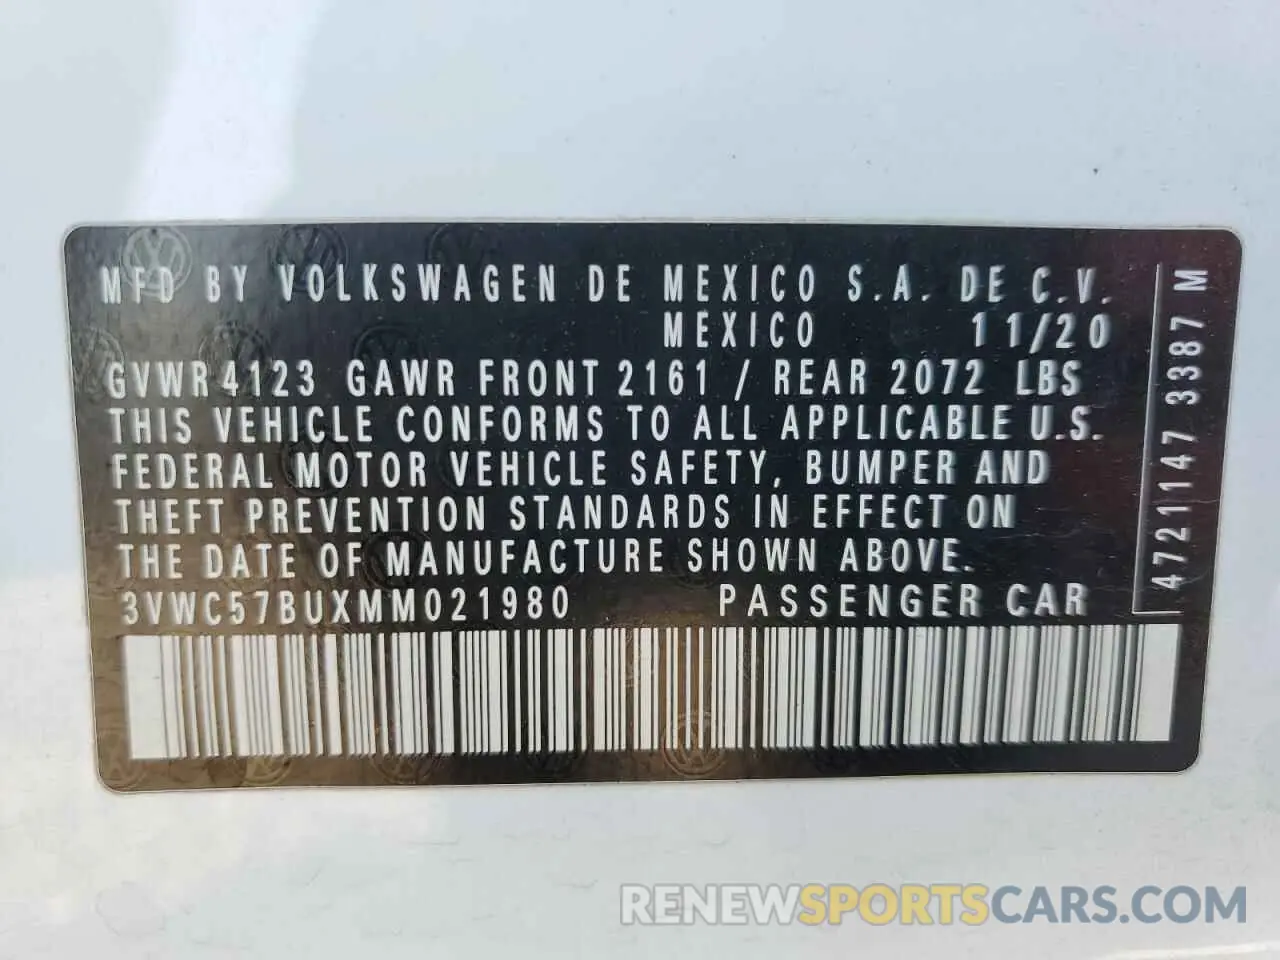 MFD BY VOLKSWAGEN DE MEXICO S.A. DE C.V.
MEXICO 11/20
GVWR 4123 GAWR FRONT 2161 / REAR 2072 LBS
THIS VEHICLE CONFORMS TO ALL APPLICABLE U.S.
FEDERAL MOTOR VEHICLE SAFETY, BUMPER AND
THEFT PREVENTION STANDARDS IN EFFECT ON
THE DATE OF MANUFACTURE SHOWN ABOVE.
3VWC57BUXMM021980 PASSENGER CAR
4721147 3387 M
RENEWSPORTSCARS.COM